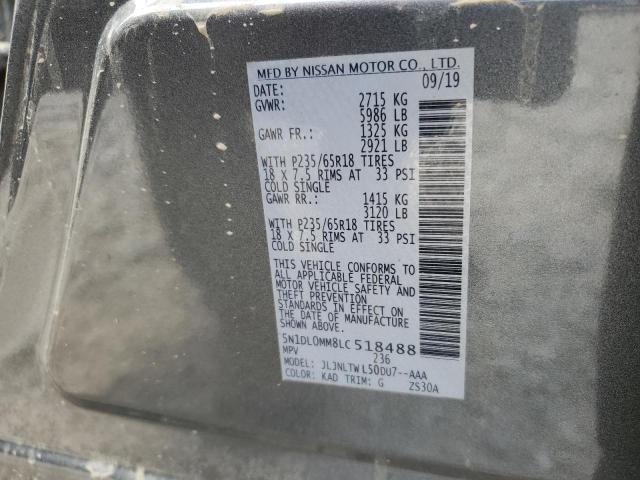 MFD BY NISSAN MOTOR CO., LTD.
DATE: 09/19
GVWR: 2715 KG
5986 LB
GAWR FR.: 1325 KG
2921 LB
WITH P235/65R18 TIRES
18 X 7.5 RIMS AT 33 PSI
COLD SINGLE
GAWR RR.: 1415 KG
3120 LB
WITH P235/65R18 TIRES
18 X 7.5 RIMS AT 33 PSI
COLD SINGLE
THIS VEHICLE CONFORMS TO
ALL APPLICABLE FEDERAL
MOTOR VEHICLE SAFETY AND
THEFT PREVENTION
STANDARDS IN EFFECT ON
THE DATE OF MANUFACTURE
SHOWN ABOVE.
5N1DL0MM8LC518488
MPV 236
MODEL: JLJNLTWL50DU7--AAA
COLOR: KAD TRIM: G ZS30A